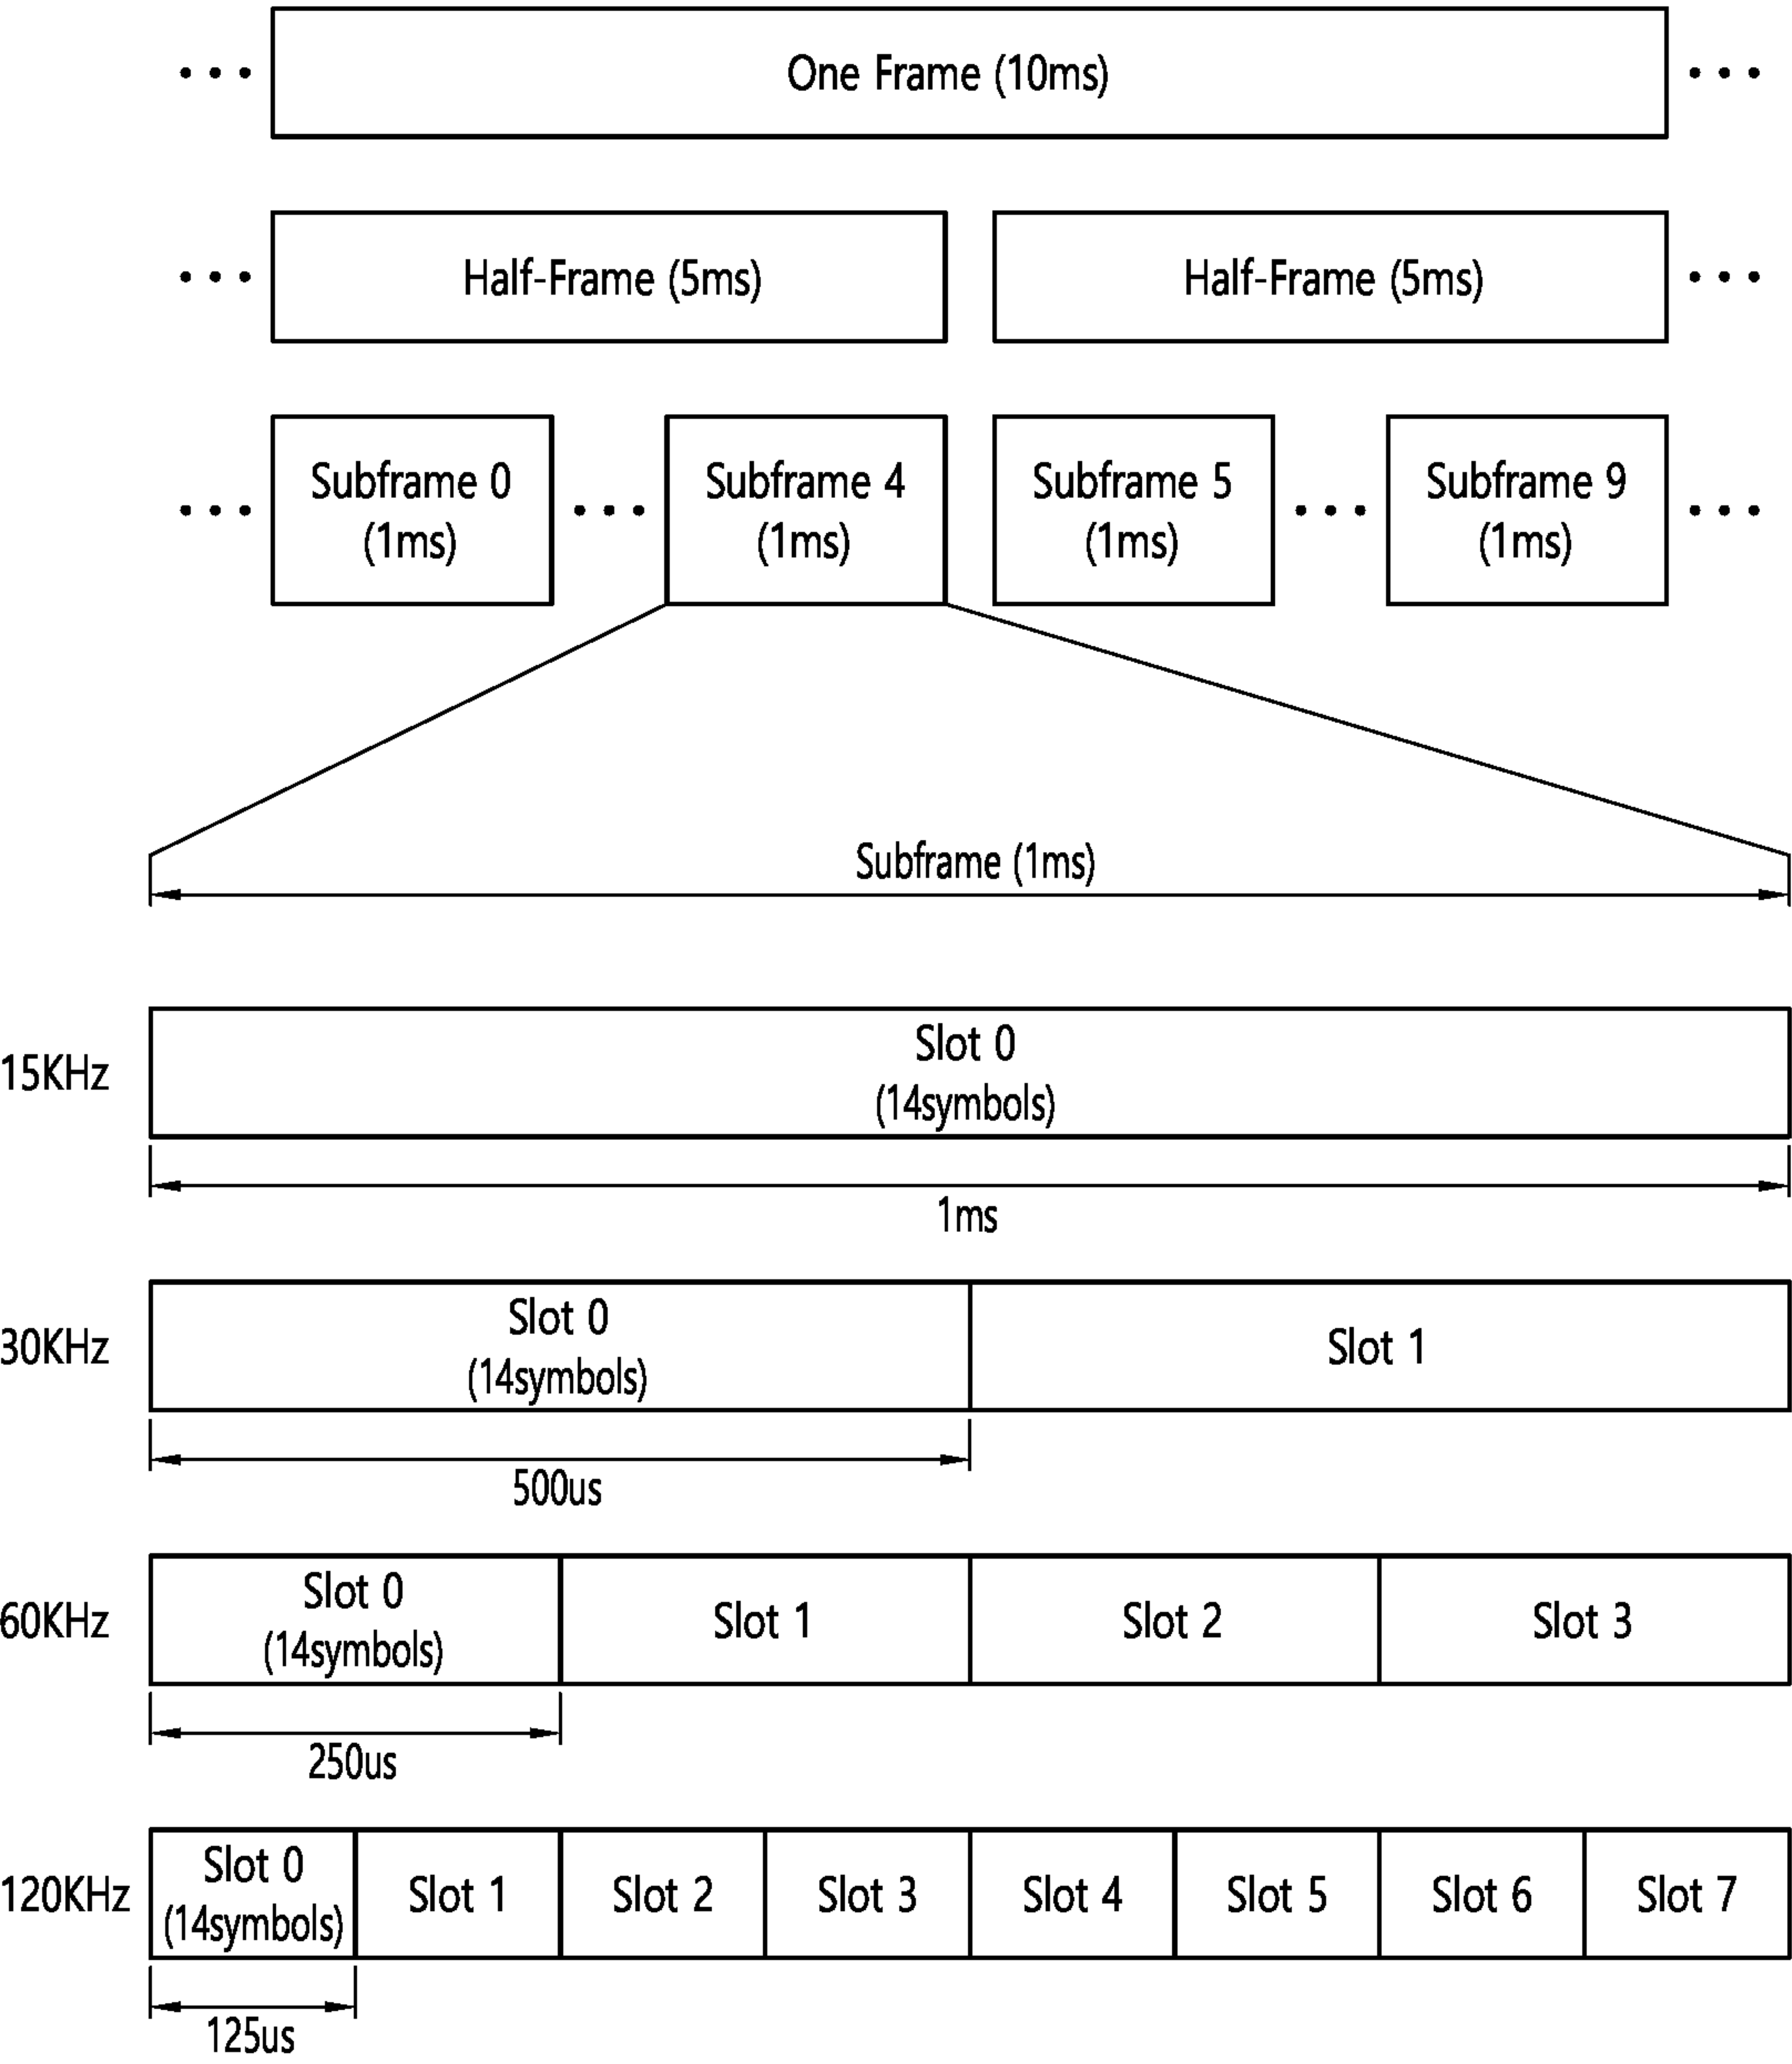 One Frame (10ms)
Half-Frame (5ms)
Half-Frame (5ms)
Subframe 0
(1ms)
Subframe 4
(1ms)
Subframe 5
(1ms)
Subframe 9
(1ms)
Subframe (1ms)
15KHz
Slot 0
(14symbols)
1ms
30KHz
Slot 0
(14symbols)
Slot 1
500us
60KHz
Slot 0
(14symbols)
Slot 1
Slot 2
Slot 3
250us
120KHz
Slot 0
(14symbols)
Slot 1
Slot 2
Slot 3
Slot 4
Slot 5
Slot 6
Slot 7
125us